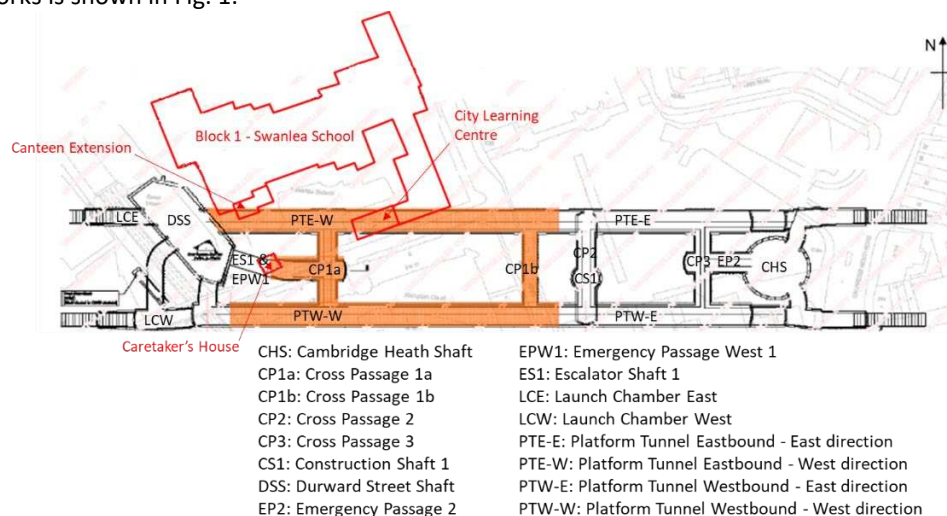 orks is shown in Fig. 1.
N
City Learning
Centre
Block 1 - Swanlea School
Canteen Extension
LCE
DSS
PTE-W
PTE-E
ES1 &
EPW1
CP1a
CP1b
CP2
CS1
CP3
EP2
CHS
LCW
PTW-W
PTW-E
Caretaker's House
CHS: Cambridge Heath Shaft
CP1a: Cross Passage 1a
CP1b: Cross Passage 1b
CP2: Cross Passage 2
CP3: Cross Passage 3
CS1: Construction Shaft 1
DSS: Durward Street Shaft
EP2: Emergency Passage 2
EPW1: Emergency Passage West 1
ES1: Escalator Shaft 1
LCE: Launch Chamber East
LCW: Launch Chamber West
PTE-E: Platform Tunnel Eastbound - East direction
PTE-W: Platform Tunnel Eastbound - West direction
PTW-E: Platform Tunnel Westbound - East direction
PTW-W: Platform Tunnel Westbound - West direction